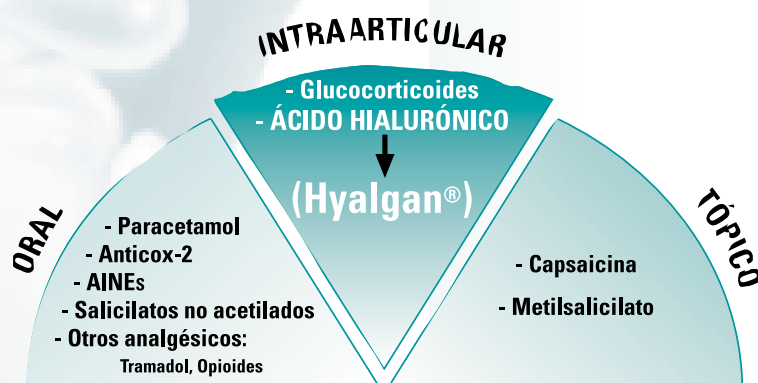 INTRAARTICULAR
- Glucocorticoides
- ÁCIDO HIALURÓNICO
(Hyalgan®)
ORAL
- Paracetamol
- Anticox-2
- AINEs
- Salicilatos no acetilados
- Otros analgésicos:
Tramadol, Opioides
TÓPICO
- Capsaicina
- Metilsalicilato